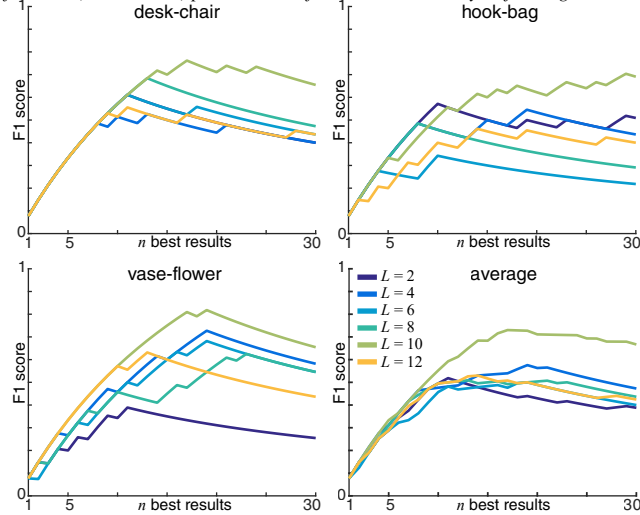 desk-chair
hook-bag
1
F1 score
0
1
5
n best results
30
1
F1 score
0
1
5
n best results
30
vase-flower
average
1
F1 score
0
1
5
n best results
30
1
L = 2
L = 4
L = 6
L = 8
L = 10
L = 12
F1 score
0
1
5
n best results
30